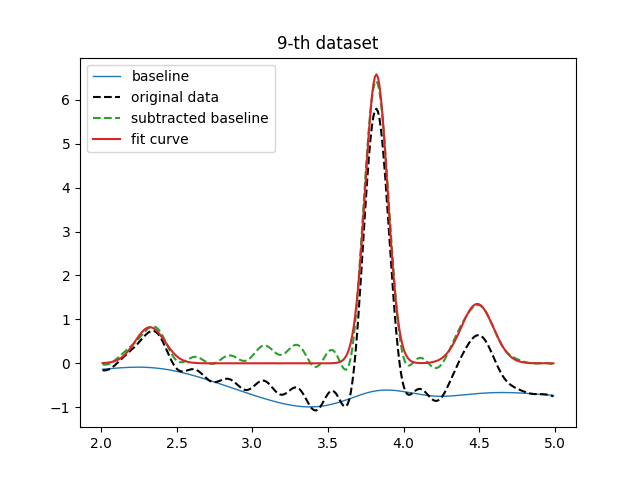 9-th dataset
baseline
original data
subtracted baseline
fit curve
6
5
4
3
2
1
0
−1
2.0 2.5 3.0 3.5 4.0 4.5 5.0